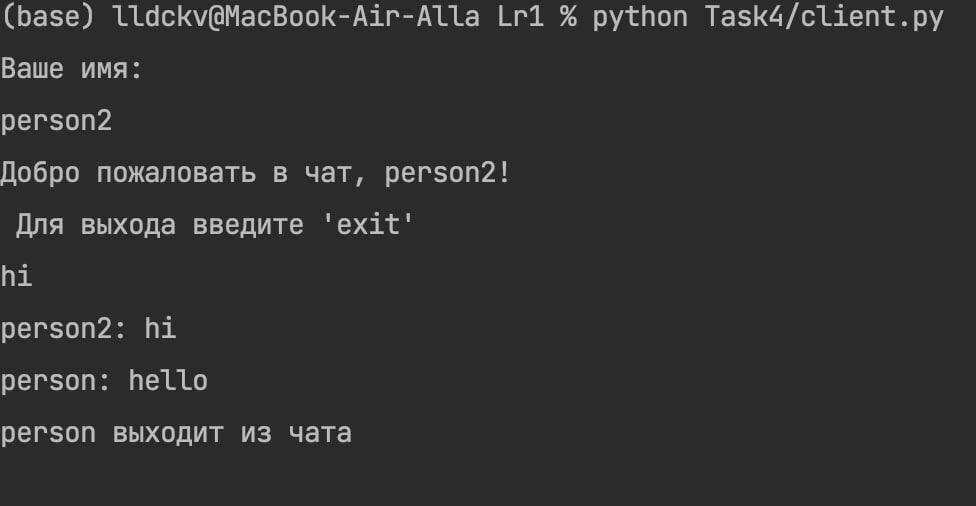 (base) lldckv@MacBook-Air-Alla Lr1 % python Task4/client.py
Ваше имя:
person2
Добро пожаловать в чат, person2!
 Для выхода введите 'exit'
hi
person2: hi
person: hello
person выходит из чата